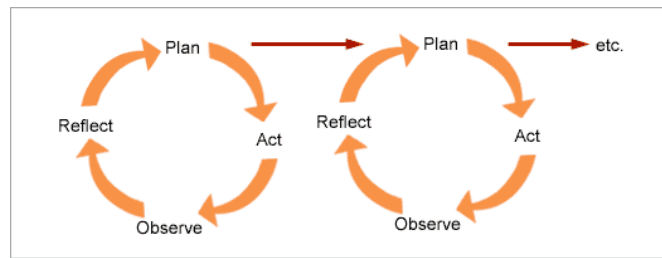 Plan
Act
Observe
Reflect
Plan
Act
Observe
Reflect
etc.